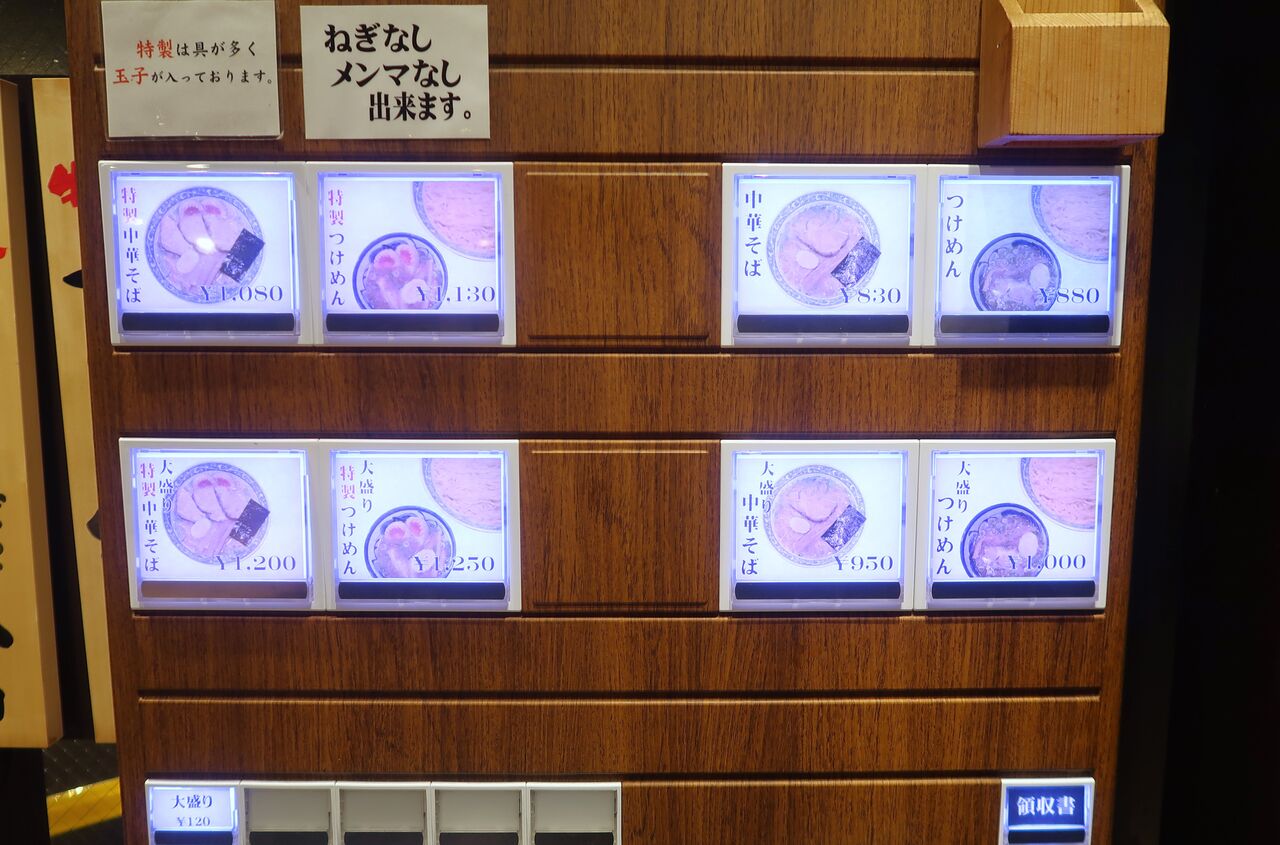 特製は具が多く
玉子が入っております。
ねぎなし
メンマなし
出来ます。
特製中華そば
¥1,080
特製つけめん
¥1,130
中華そば
¥830
つけめん
¥880
大盛り
特製中華そば
¥1,200
大盛り
特製つけめん
¥1,250
大盛り
中華そば
¥950
大盛り
つけめん
¥1,000
大盛り
¥120
領収書